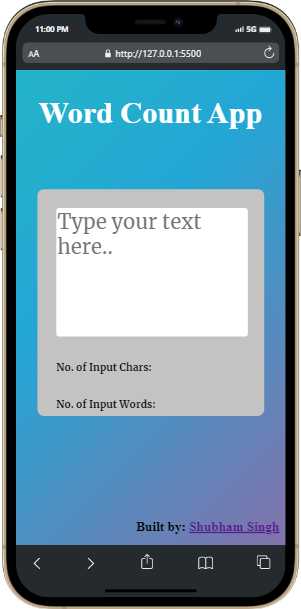 11:00 PM
5G
AA
http://127.0.0.1:5500
Word Count App
Type your text
here..
No. of Input Chars:
No. of Input Words:
Built by: Shubham Singh